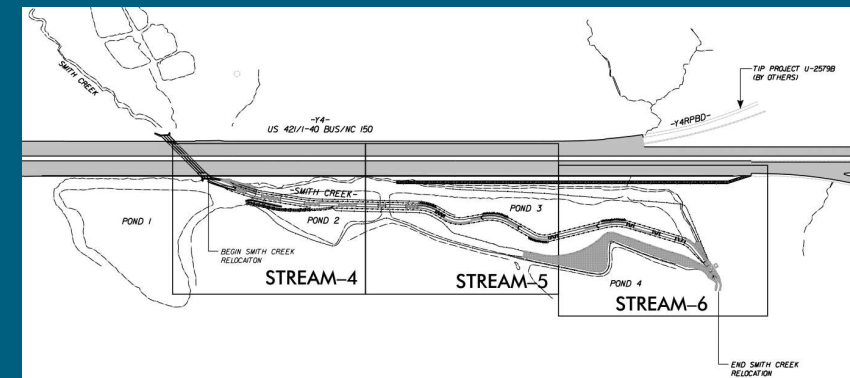 SMITH CREEK
TIP PROJECT U-2579B
(BY OTHERS)
-Y4RPBD-
-Y4-
US 421/I-40 BUS/NC 150
-SMITH CREEK-
POND 1
POND 2
POND 3
BEGIN SMITH CREEK
RELOCAITON
STREAM-4
STREAM-5
POND 4
STREAM-6
END SMITH CREEK
RELOCATION